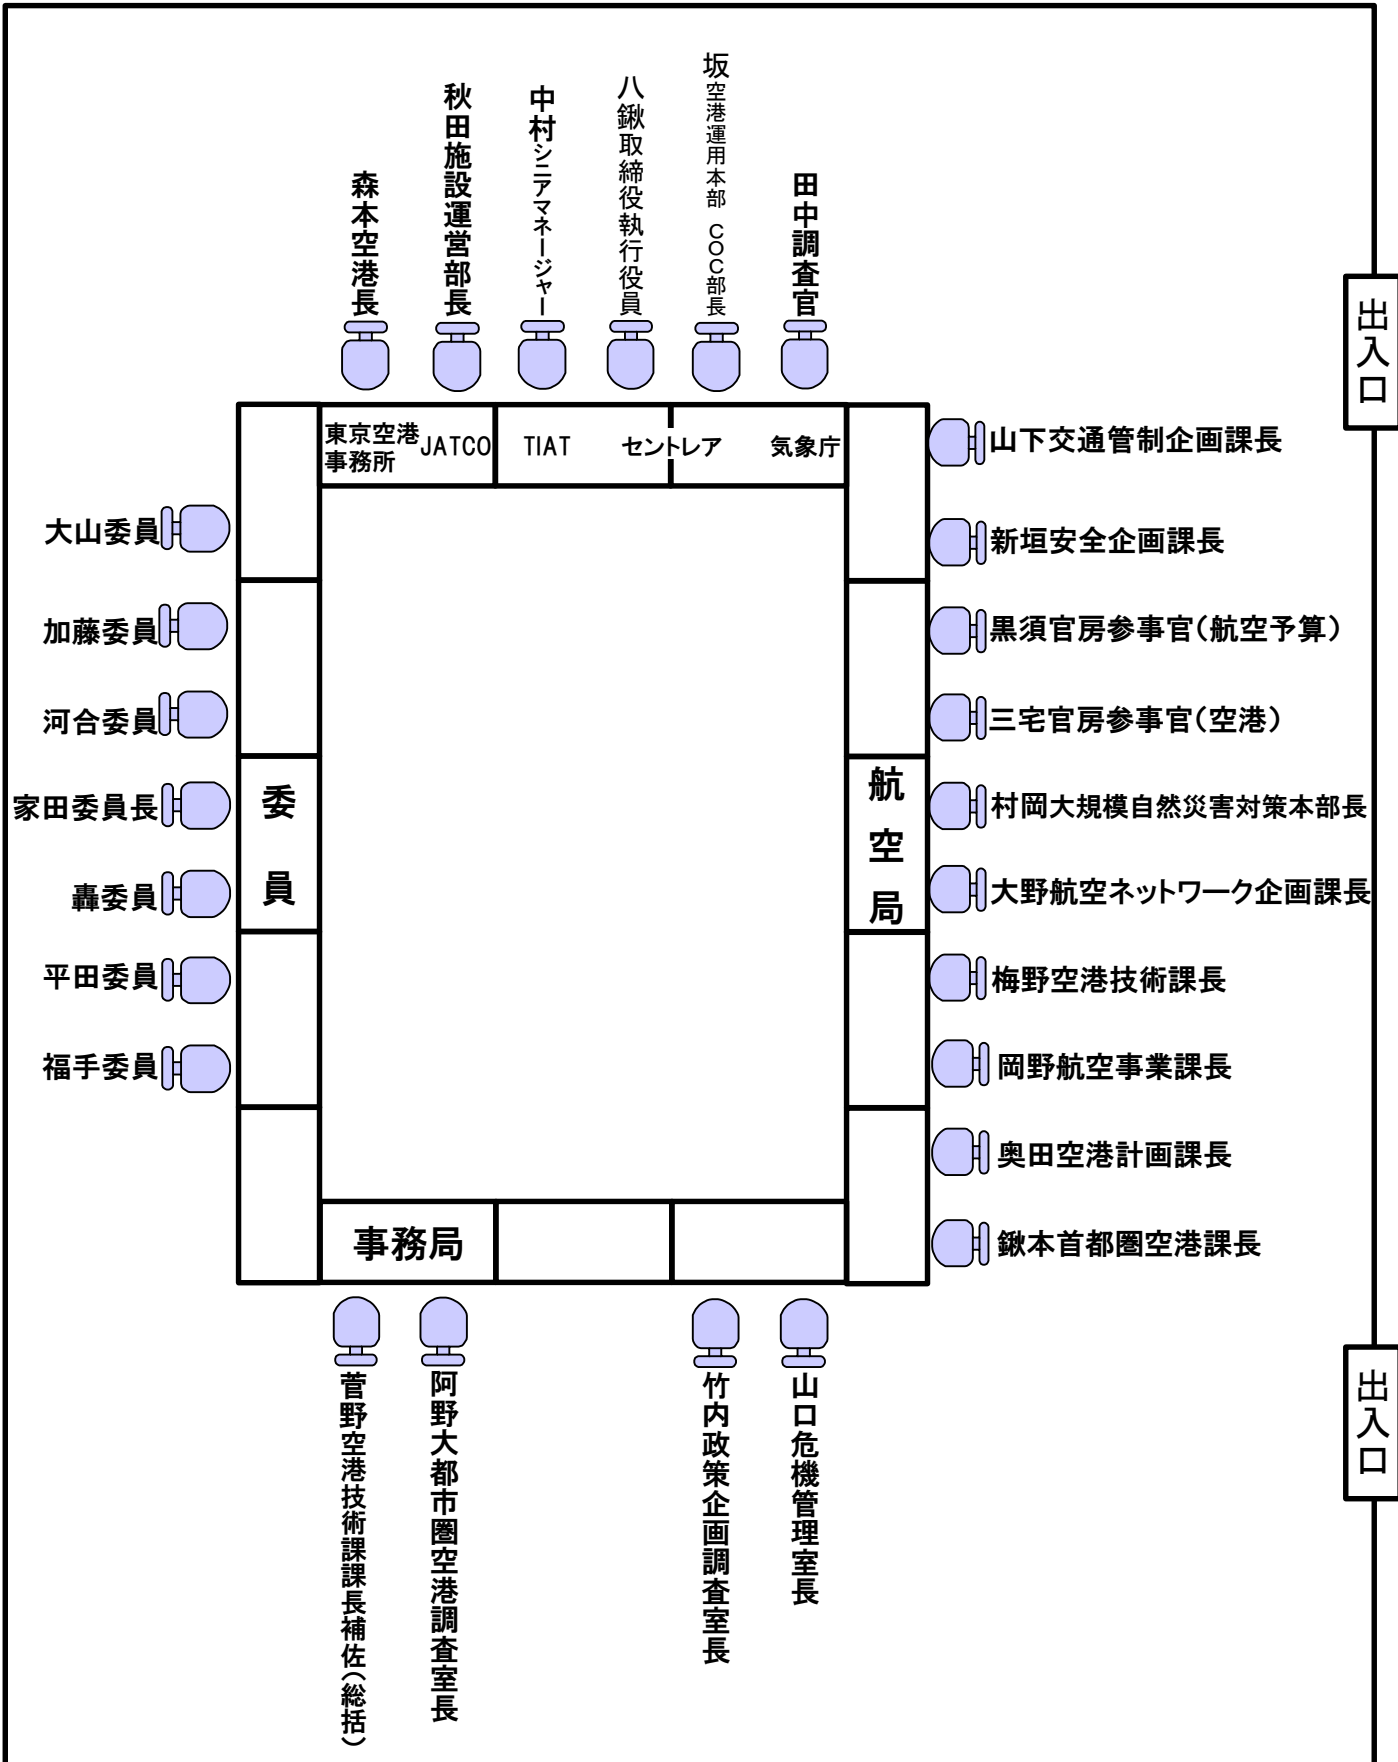 森本空港長
秋田施設運営部長
中村シニアマネージャー
八鍬取締役執行役員
坂空港運用本部 COC部長
田中調査官
出入口
東京空港
事務所
JATCO
TIAT
セントレア
気象庁
大山委員
加藤委員
河合委員
家田委員長
轟委員
平田委員
福手委員
委員
航空局
山下交通管制企画課長
新垣安全企画課長
黒須官房参事官(航空予算)
三宅官房参事官(空港)
村岡大規模自然災害対策本部長
大野航空ネットワーク企画課長
梅野空港技術課長
岡野航空事業課長
奥田空港計画課長
鍬本首都圏空港課長
事務局
菅野空港技術課課長補佐(総括)
阿野大都市圏空港調査室長
竹内政策企画調査室長
山口危機管理室長
出入口